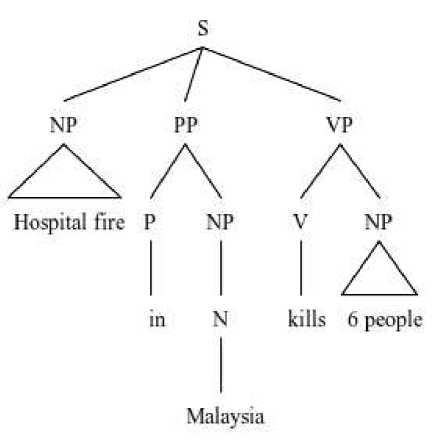 S
NP PP VP
Hospital fire P NP V NP
in N kills 6 people
Malaysia